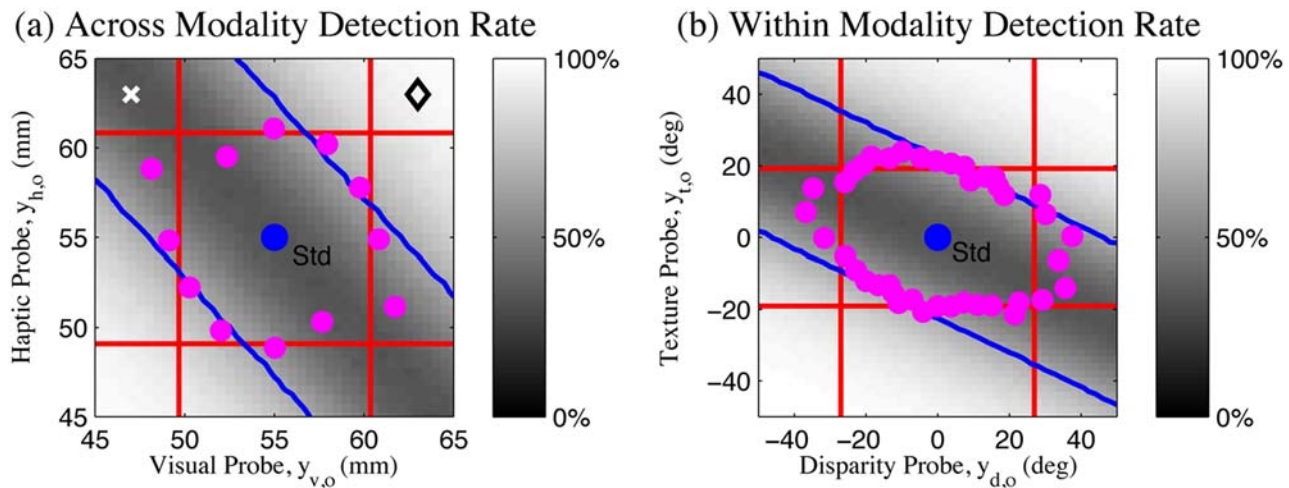 (a) Across Modality Detection Rate
Haptic Probe, y_h,o (mm)
65
60
55
50
45
45 50 55 60 65
Visual Probe, y_v,o (mm)
Std
100%
50%
0%
(b) Within Modality Detection Rate
Texture Probe, y_t,o (deg)
40
20
0
−20
−40
−40 −20 0 20 40
Disparity Probe, y_d,o (deg)
Std
100%
50%
0%